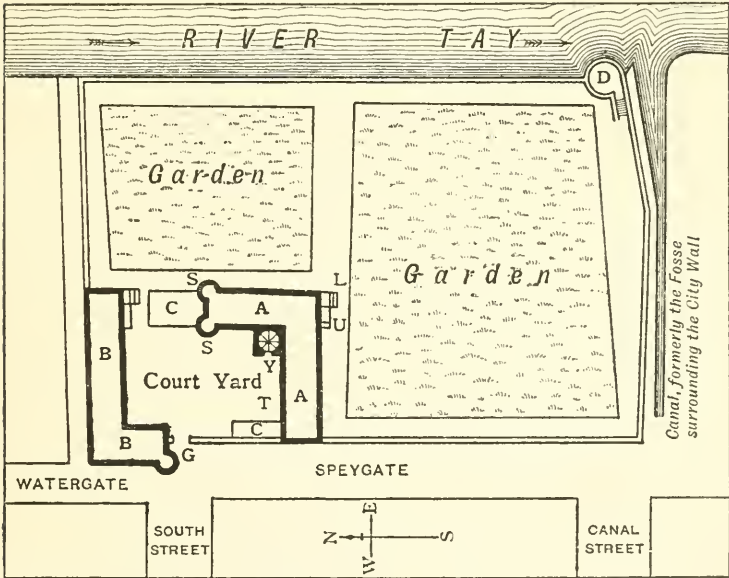 RIVER TAY
D
Garden
Garden
S
L
C
A
U
S
B
Y
Court Yard
T
A
C
B
G
Canal, formerly the Fosse
surrounding the City Wall
WATERGATE
SPEYGATE
SOUTH
STREET
E
N
S
W
CANAL
STREET